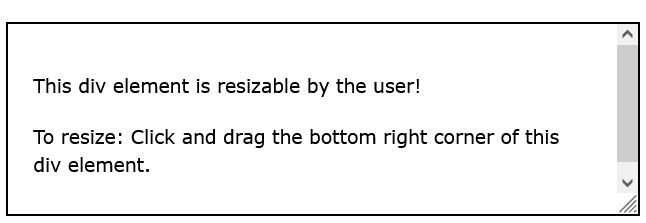 This div element is resizable by the user!
To resize: Click and drag the bottom right corner of this
div element.